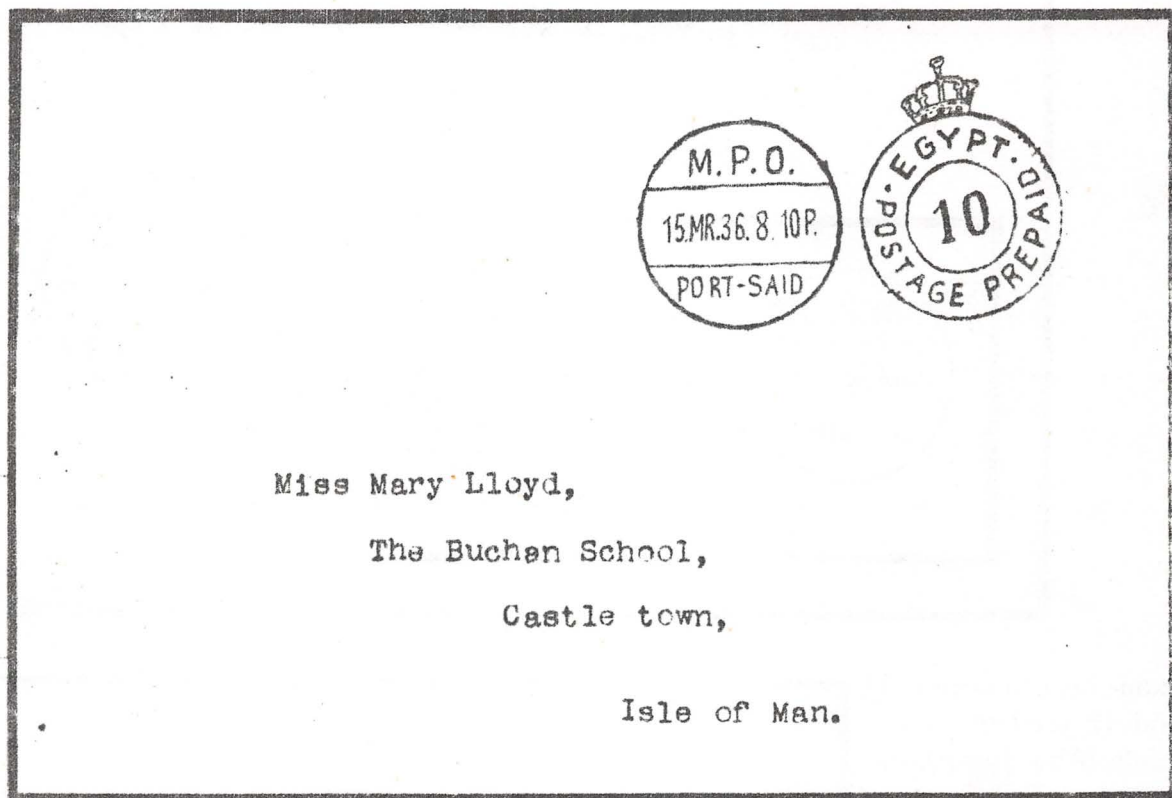 M.P.O.
15.MR.36. 8. 10 P.
PORT-SAID
· EGYPT ·
10
POSTAGE PREPAID
Miss Mary Lloyd,
The Buchan School,
Castle town,
Isle of Man.